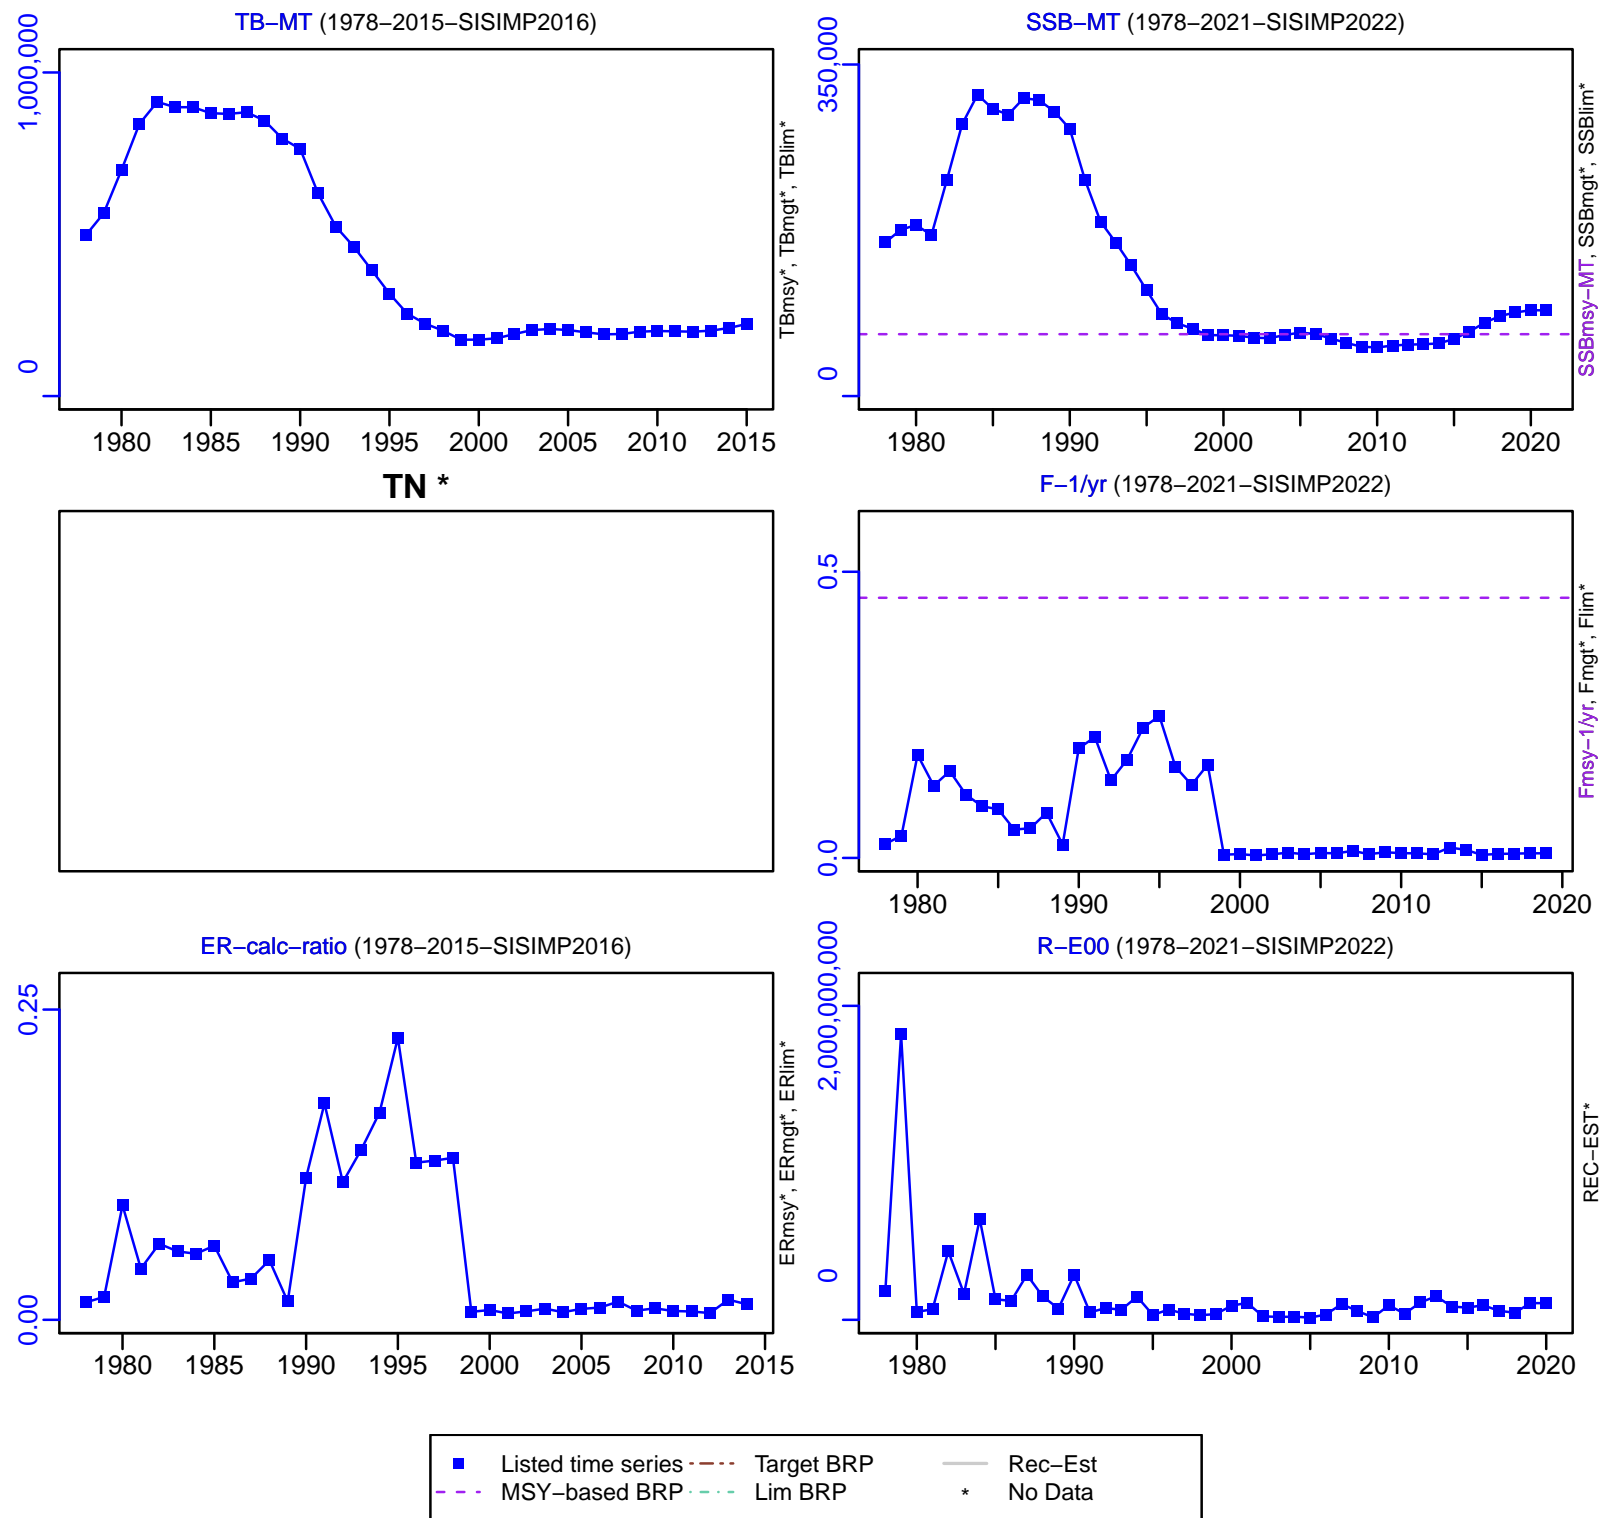 TB−MT (1978−2015−SISIMP2016)
1,000,000
0
1980 1985 1990 1995 2000 2005 2010 2015
TBmsy*, TBmgt*, TBlim*
SSB−MT (1978−2021−SISIMP2022)
350,000
0
1980 1990 2000 2010 2020
SSBmsy−MT, SSBmgt*, SSBlim*
TN *
F−1/yr (1978−2021−SISIMP2022)
0.5
0.0
1980 1990 2000 2010 2020
Fmsy−1/yr, Fmgt*, Flim*
ER−calc−ratio (1978−2015−SISIMP2016)
0.25
0.00
1980 1985 1990 1995 2000 2005 2010 2015
ERmsy*, ERmgt*, ERlim*
R−E00 (1978−2021−SISIMP2022)
2,000,000,000
0
1980 1990 2000 2010 2020
REC−EST*
Listed time series Target BRP Rec−Est
MSY−based BRP Lim BRP * No Data